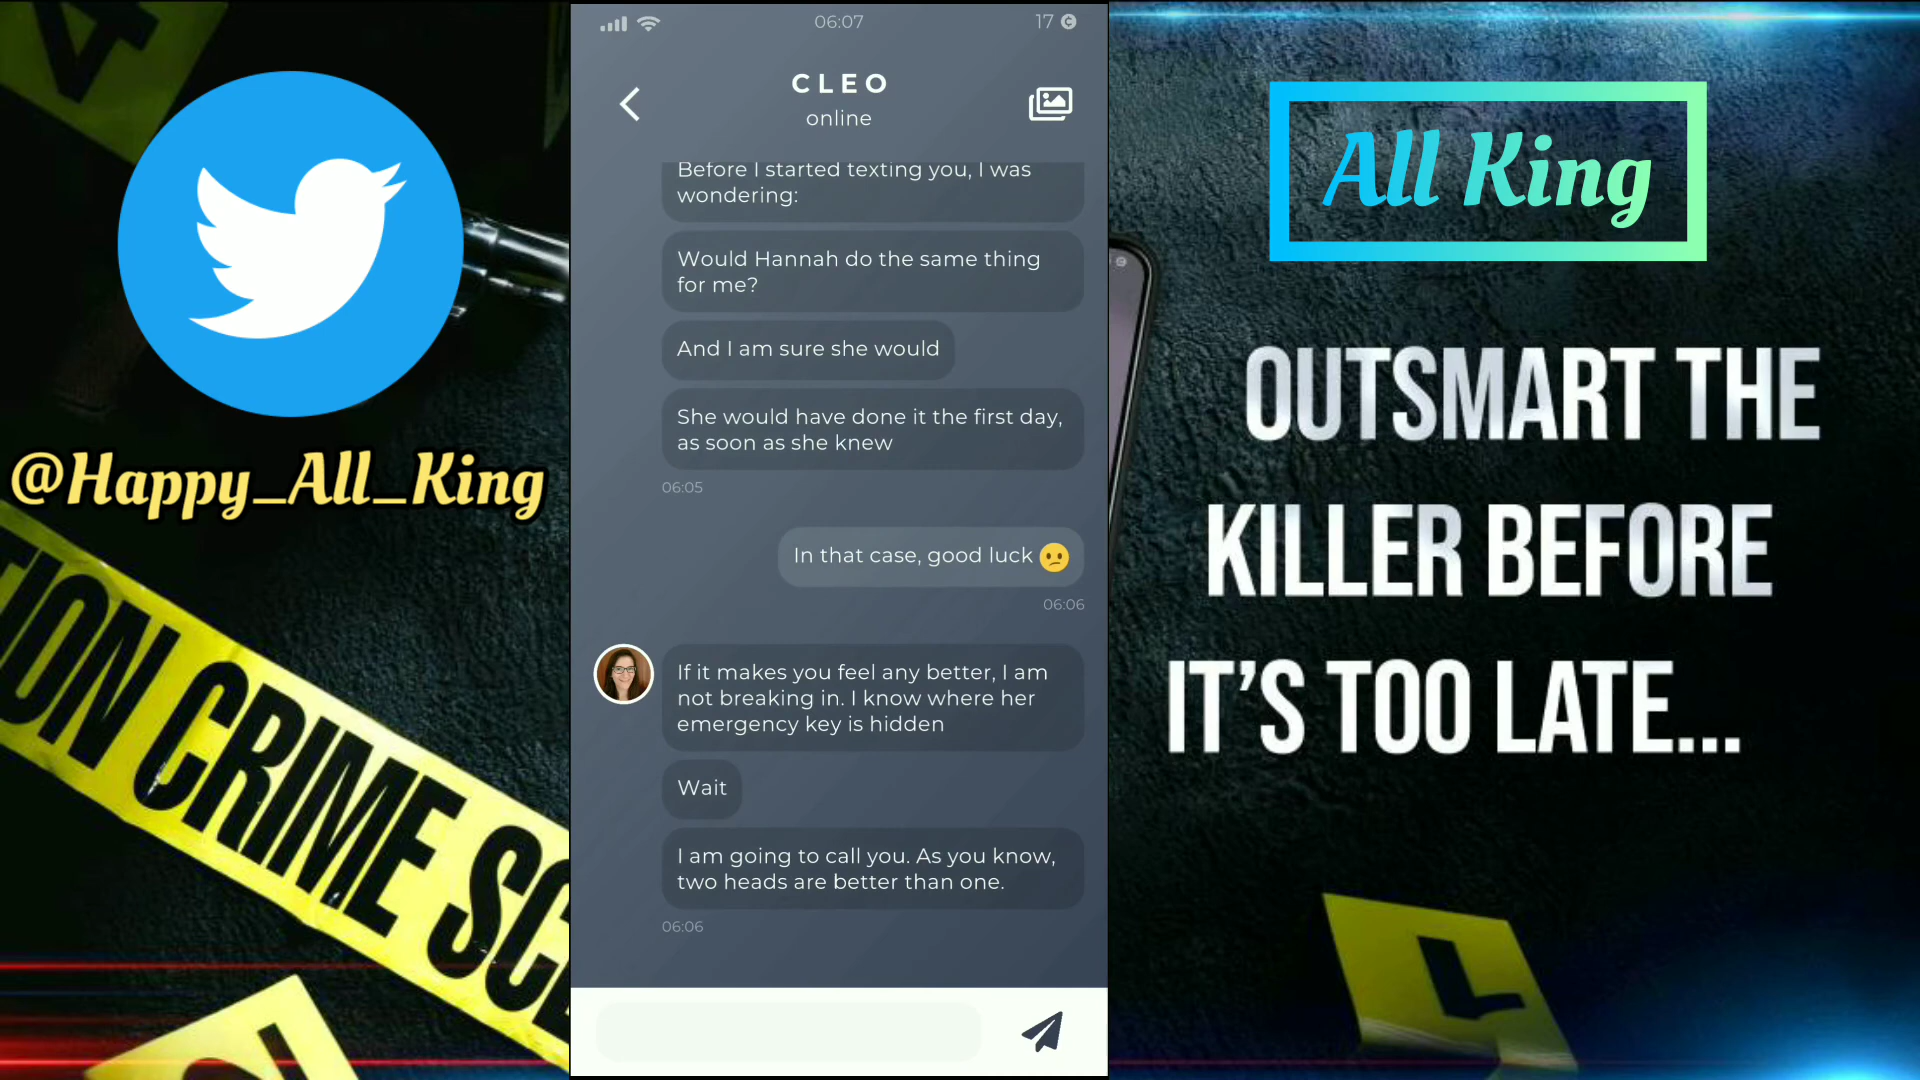 @Happy_All_King
TION CRIME SC
06:07
17
CLEO
online
Before I started texting you, I was
wondering:
Would Hannah do the same thing
for me?
And I am sure she would
She would have done it the first day,
as soon as she knew
06:05
In that case, good luck 😕
06:06
If it makes you feel any better, I am
not breaking in. I know where her
emergency key is hidden
Wait
I am going to call you. As you know,
two heads are better than one.
06:06
All King
OUTSMART THE
KILLER BEFORE
IT'S TOO LATE...